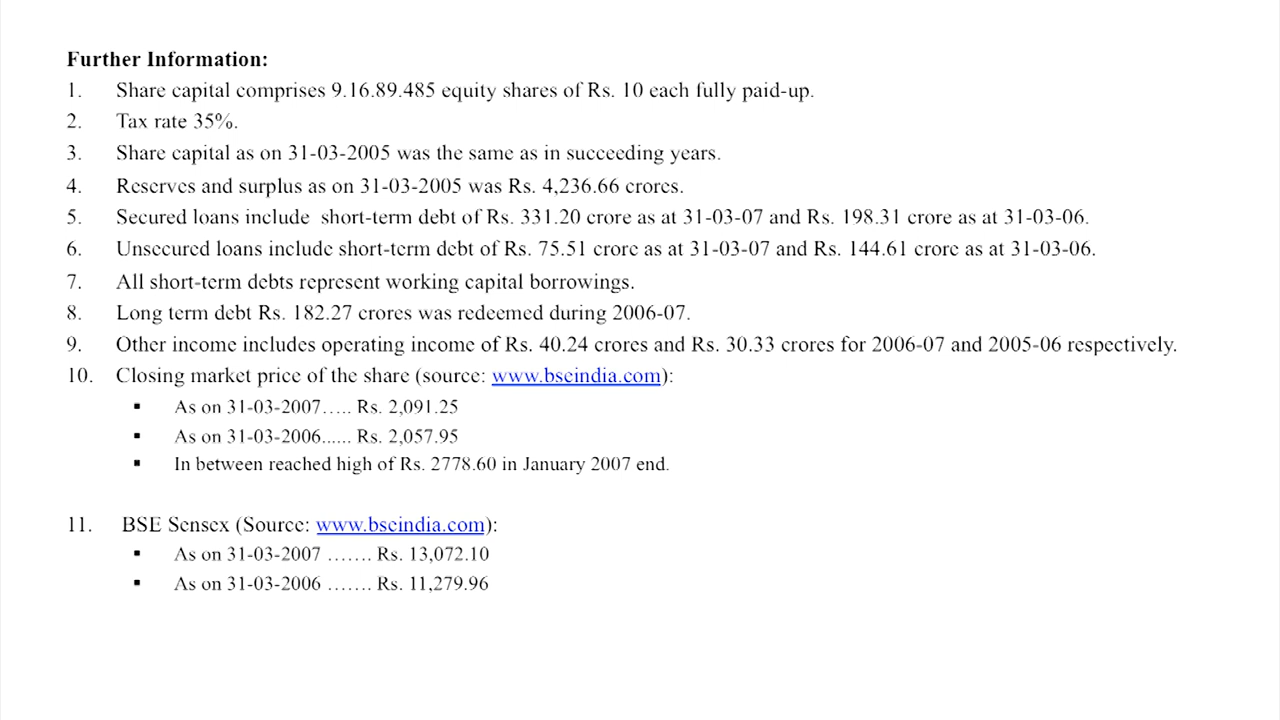 Further Information:
1. Share capital comprises 9.16.89.485 equity shares of Rs. 10 each fully paid-up.
2. Tax rate 35%.
3. Share capital as on 31-03-2005 was the same as in succeeding years.
4. Reserves and surplus as on 31-03-2005 was Rs. 4,236.66 crores.
5. Secured loans include short-term debt of Rs. 331.20 crore as at 31-03-07 and Rs. 198.31 crore as at 31-03-06.
6. Unsecured loans include short-term debt of Rs. 75.51 crore as at 31-03-07 and Rs. 144.61 crore as at 31-03-06.
7. All short-term debts represent working capital borrowings.
8. Long term debt Rs. 182.27 crores was redeemed during 2006-07.
9. Other income includes operating income of Rs. 40.24 crores and Rs. 30.33 crores for 2006-07 and 2005-06 respectively.
10. Closing market price of the share (source: www.bseindia.com):
▪ As on 31-03-2007..... Rs. 2,091.25
▪ As on 31-03-2006...... Rs. 2,057.95
▪ In between reached high of Rs. 2778.60 in January 2007 end.
11. BSE Sensex (Source: www.bseindia.com):
▪ As on 31-03-2007 ....... Rs. 13,072.10
▪ As on 31-03-2006 ....... Rs. 11,279.96